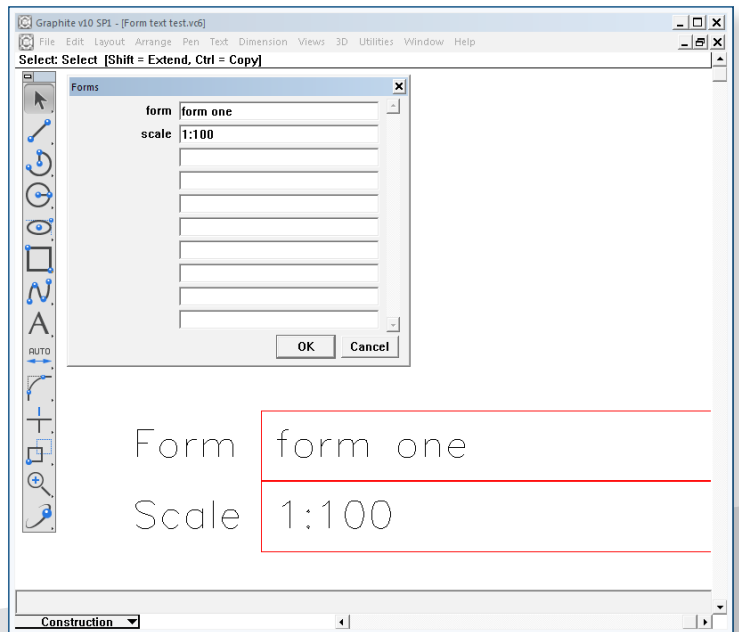 Graphite v10 SP1 - [Form text test.vc6]
File Edit Layout Arrange Pen Text Dimension Views 3D Utilities Window Help
Select: Select [Shift = Extend, Ctrl = Copy]
Forms
form form one
scale 1:100
OK Cancel
A
AUTO
Form form one
Scale 1:100
Construction